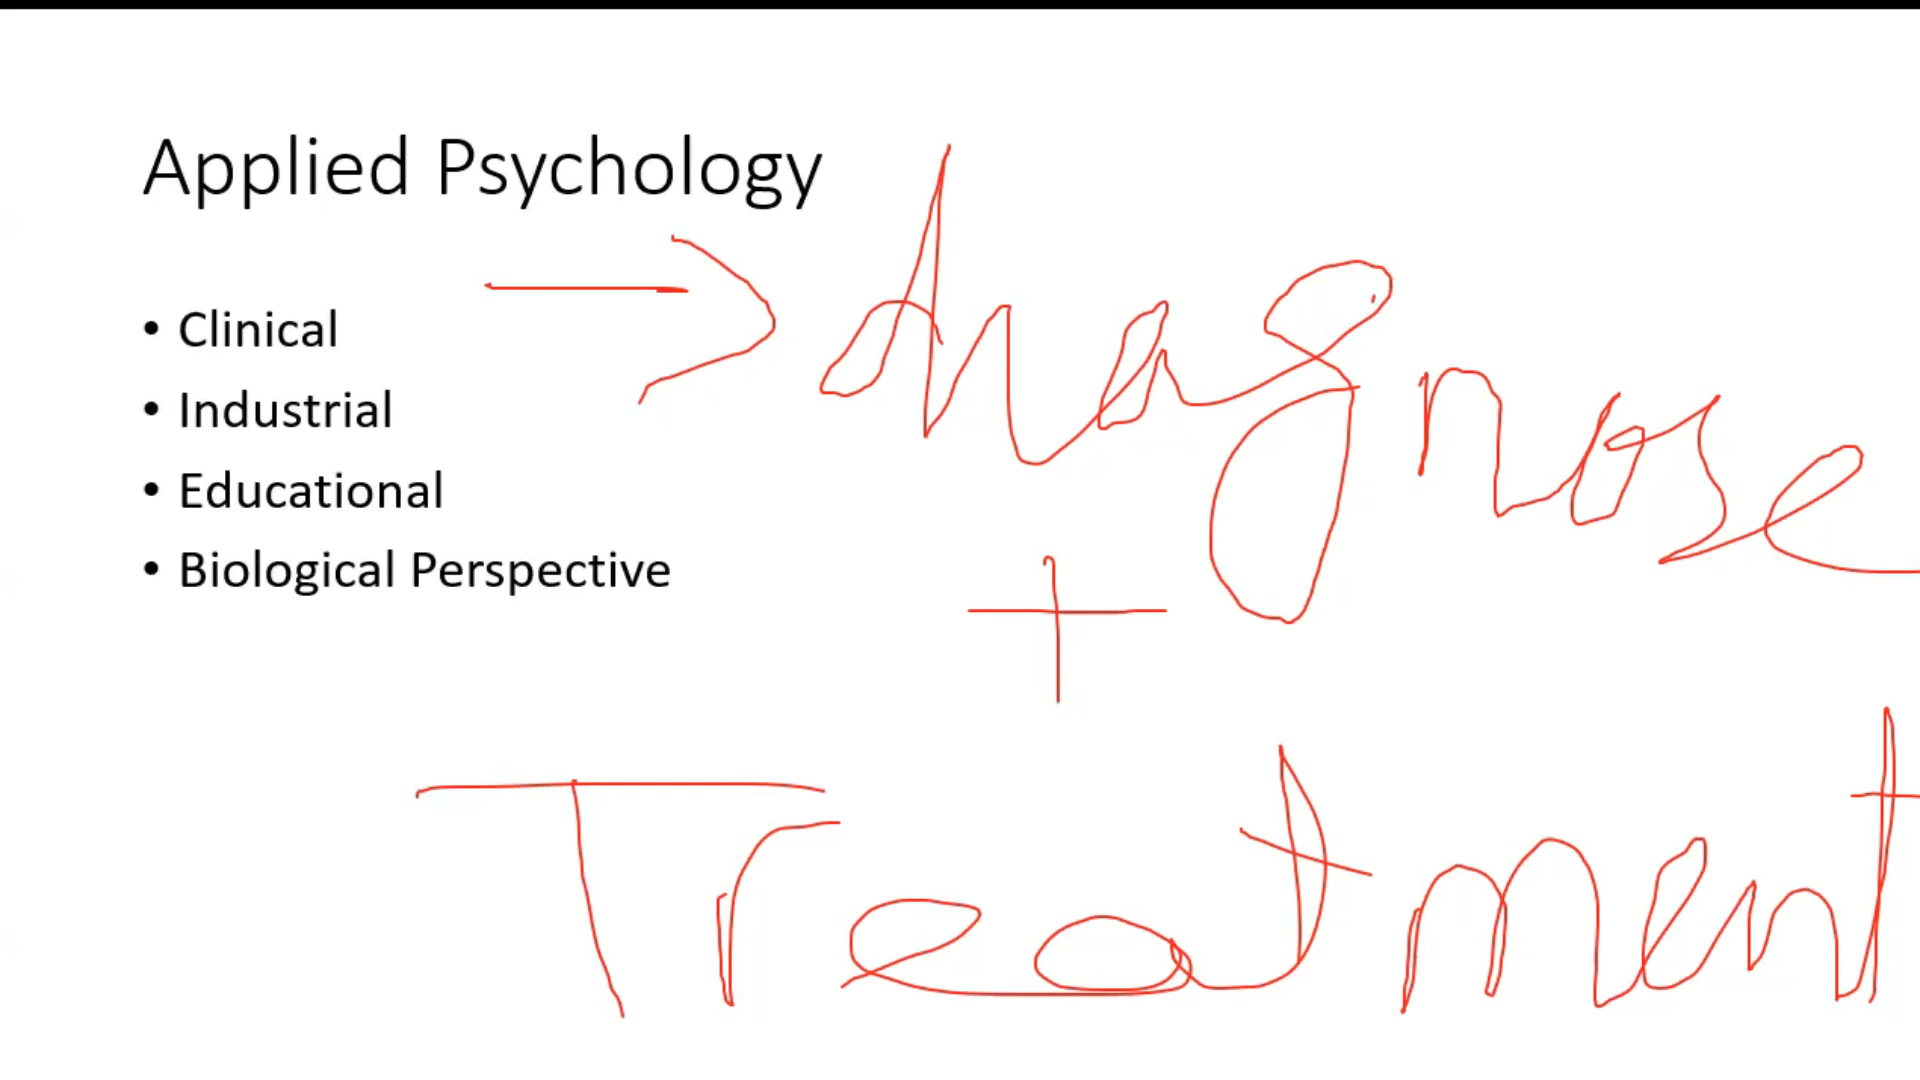 Applied Psychology
• Clinical
• Industrial
• Educational
• Biological Perspective
→ diagnose
+
Treatment